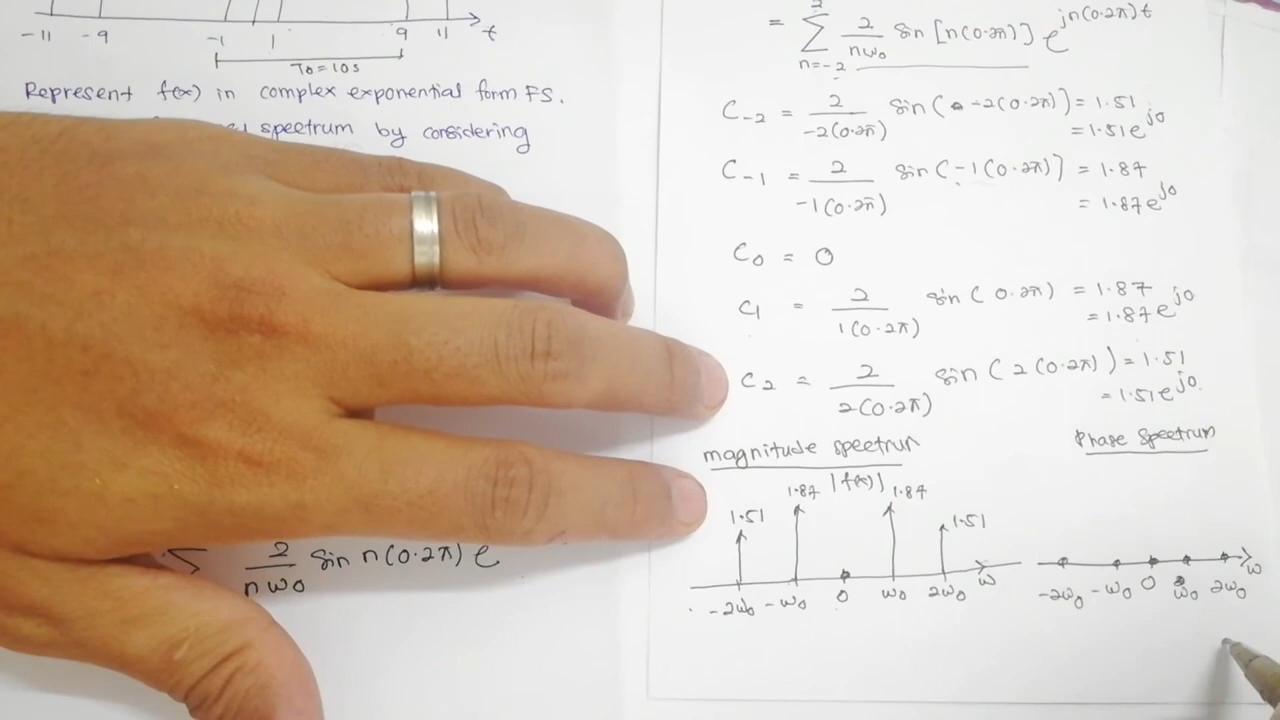 -11 -9 -1 1 9 11 t
T0 = 10s
Represent f(x) in complex exponential form FS.
spectrum by considering
2/nω0 sin n(0.2π) e
= 2 Σ n=-2 2/nω0 sin [n(0.2π)] e^jn(0.2π)t
C-2 = 2/-2(0.2π) sin( -2(0.2π)) = 1.51
= 1.51e^j0
C-1 = 2/-1(0.2π) sin(-1(0.2π)) = 1.87
= 1.87e^j0
C0 = 0
C1 = 2/1(0.2π) sin( 0.2π) = 1.87
= 1.87e^j0
C2 = 2/2(0.2π) sin( 2(0.2π)) = 1.51
= 1.51e^j0.
magnitude spectrum
Phase Spectrum
1.51 1.87 |f(x)| 1.87 1.51
-2ω0 -ω0 0 ω0 2ω0 ω
-2ω0 -ω0 0 ω0 2ω0 ω